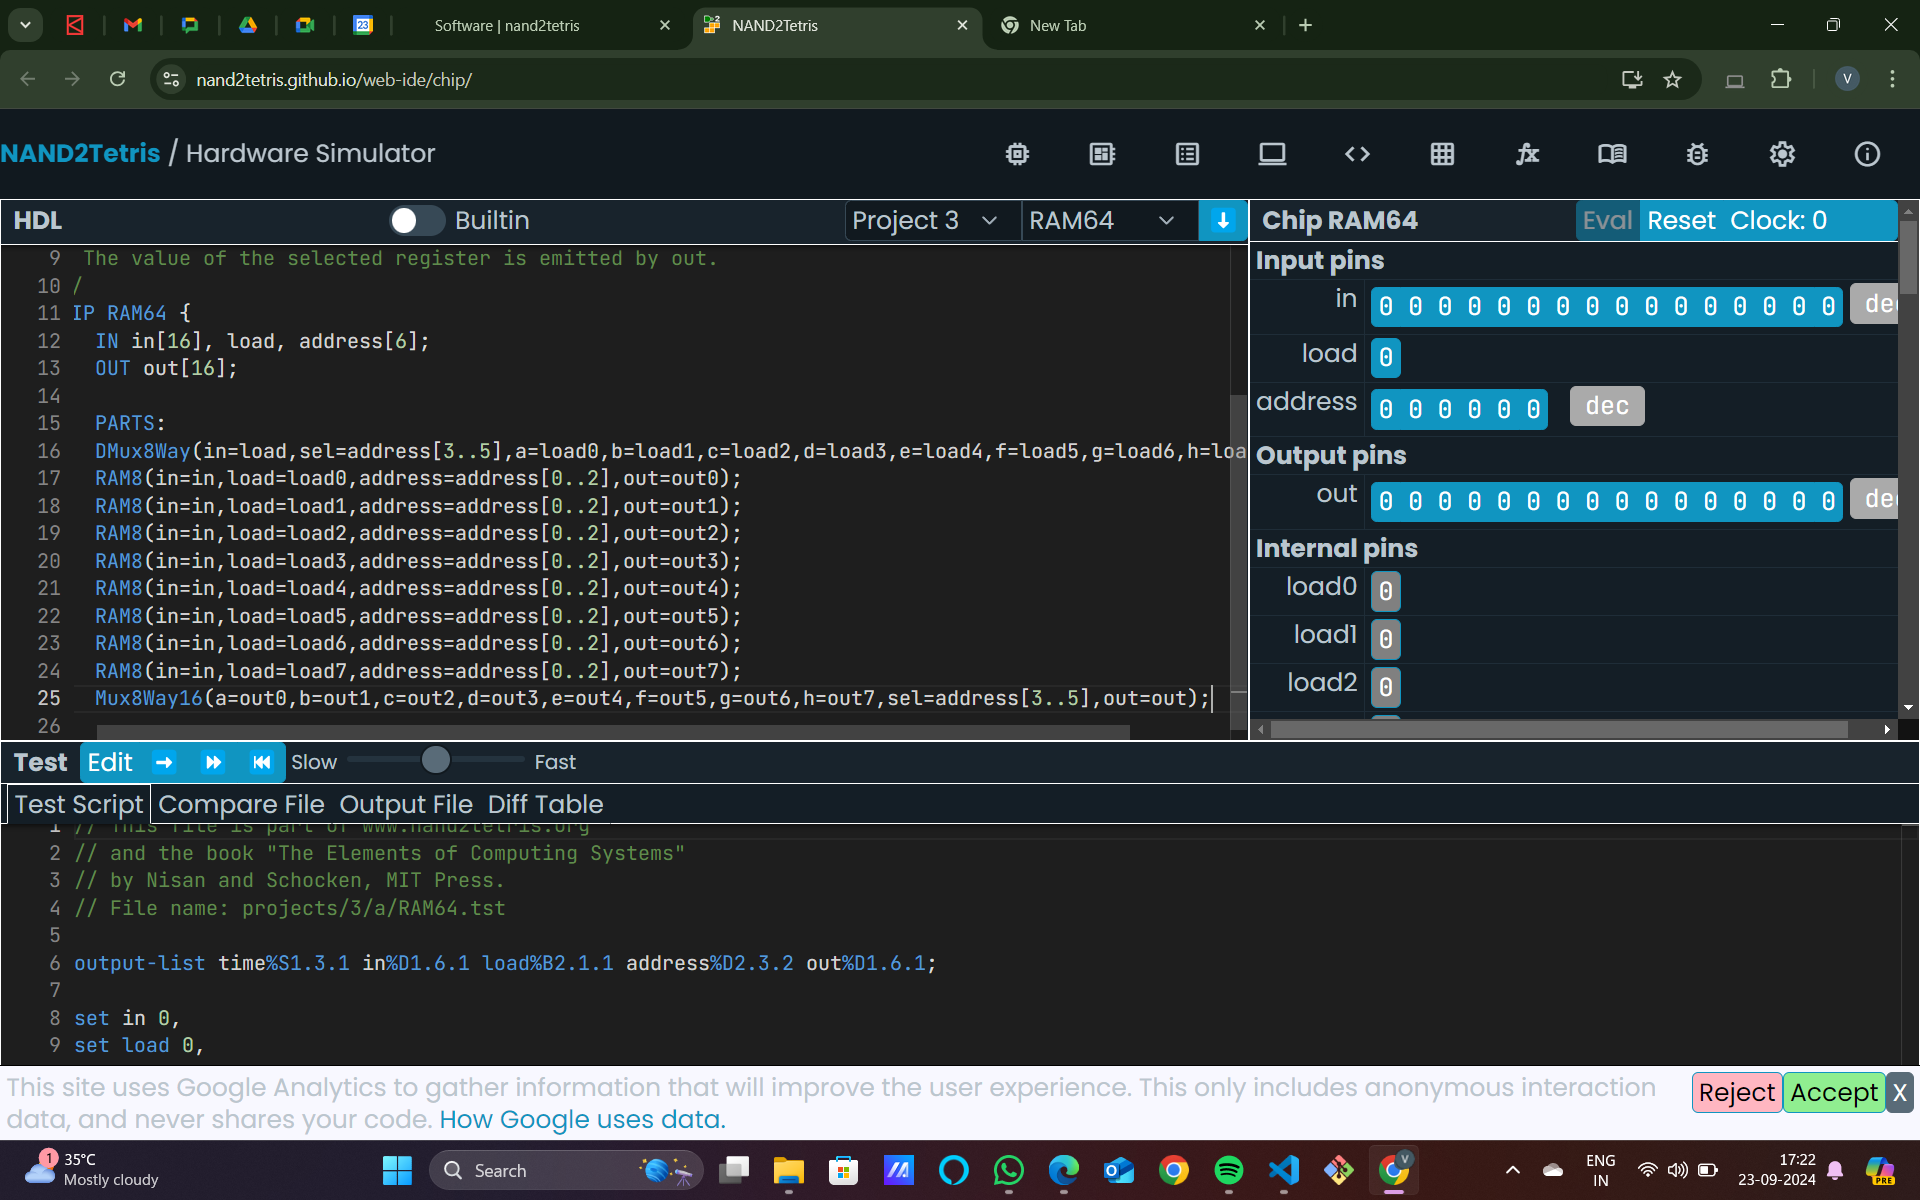 23
Software | nand2tetris
NAND2Tetris
New Tab
nand2tetris.github.io/web-ide/chip/
V
NAND2Tetris / Hardware Simulator
HDL
Builtin
Project 3
RAM64
Chip RAM64
Eval
Reset
Clock: 0
9 The value of the selected register is emitted by out.
10 /
11 IP RAM64 {
12 IN in[16], load, address[6];
13 OUT out[16];
14
15 PARTS:
16 DMux8Way(in=load,sel=address[3..5],a=load0,b=load1,c=load2,d=load3,e=load4,f=load5,g=load6,h=loa
17 RAM8(in=in,load=load0,address=address[0..2],out=out0);
18 RAM8(in=in,load=load1,address=address[0..2],out=out1);
19 RAM8(in=in,load=load2,address=address[0..2],out=out2);
20 RAM8(in=in,load=load3,address=address[0..2],out=out3);
21 RAM8(in=in,load=load4,address=address[0..2],out=out4);
22 RAM8(in=in,load=load5,address=address[0..2],out=out5);
23 RAM8(in=in,load=load6,address=address[0..2],out=out6);
24 RAM8(in=in,load=load7,address=address[0..2],out=out7);
25 Mux8Way16(a=out0,b=out1,c=out2,d=out3,e=out4,f=out5,g=out6,h=out7,sel=address[3..5],out=out);
26
Input pins
in 0 0 0 0 0 0 0 0 0 0 0 0 0 0 0 0 dec
load 0
address 0 0 0 0 0 0 dec
Output pins
out 0 0 0 0 0 0 0 0 0 0 0 0 0 0 0 0 dec
Internal pins
load0 0
load1 0
load2 0
Test Edit Slow Fast
Test Script Compare File Output File Diff Table
1 // This file is part of www.nand2tetris.org
2 // and the book "The Elements of Computing Systems"
3 // by Nisan and Schocken, MIT Press.
4 // File name: projects/3/a/RAM64.tst
5
6 output-list time%S1.3.1 in%D1.6.1 load%B2.1.1 address%D2.3.2 out%D1.6.1;
7
8 set in 0,
9 set load 0,
This site uses Google Analytics to gather information that will improve the user experience. This only includes anonymous interaction
data, and never shares your code. How Google uses data.
Reject Accept X
1
35°C
Mostly cloudy
Search
V
ENG
IN
17:22
23-09-2024
PRE